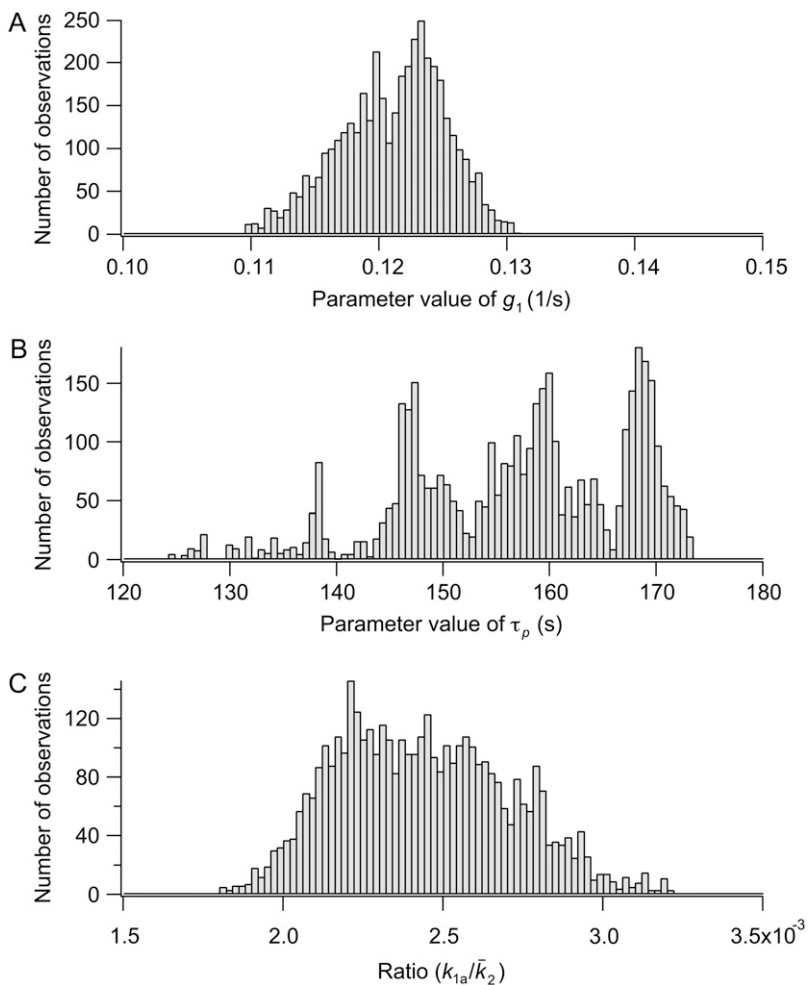 A
Number of observations
250
200
150
100
50
0
0.10 0.11 0.12 0.13 0.14 0.15
Parameter value of g₁ (1/s)
B
Number of observations
150
100
50
0
120 130 140 150 160 170 180
Parameter value of τₚ (s)
C
Number of observations
120
80
40
0
1.5 2.0 2.5 3.0 3.5x10⁻³
Ratio (k₁ₐ/k̄₂)